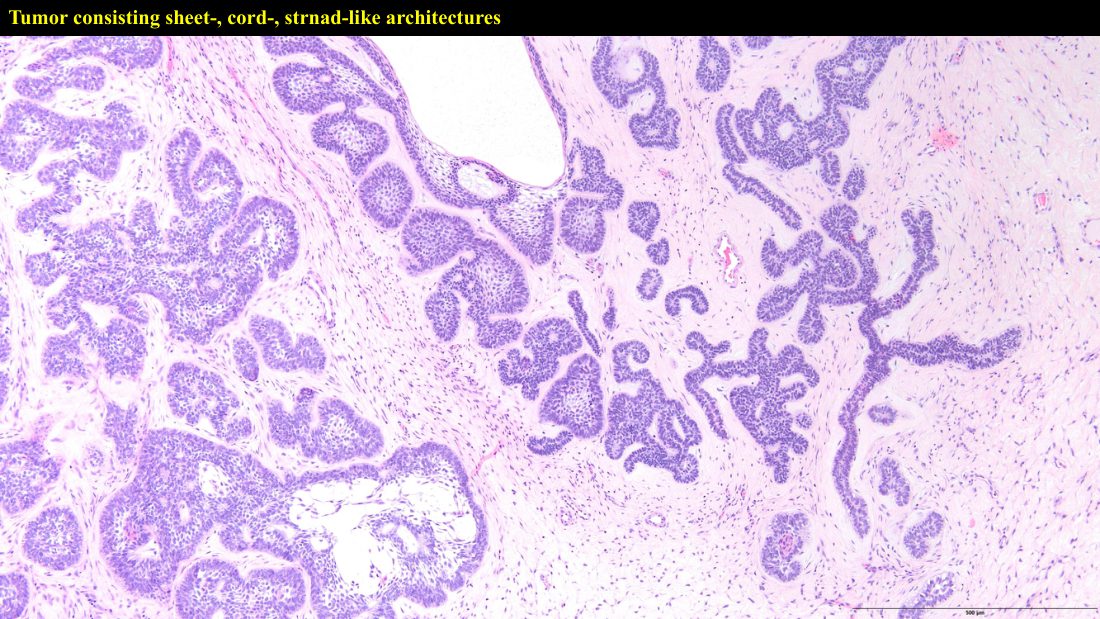 Tumor consisting sheet-, cord-, strnad-like architectures
500 μm